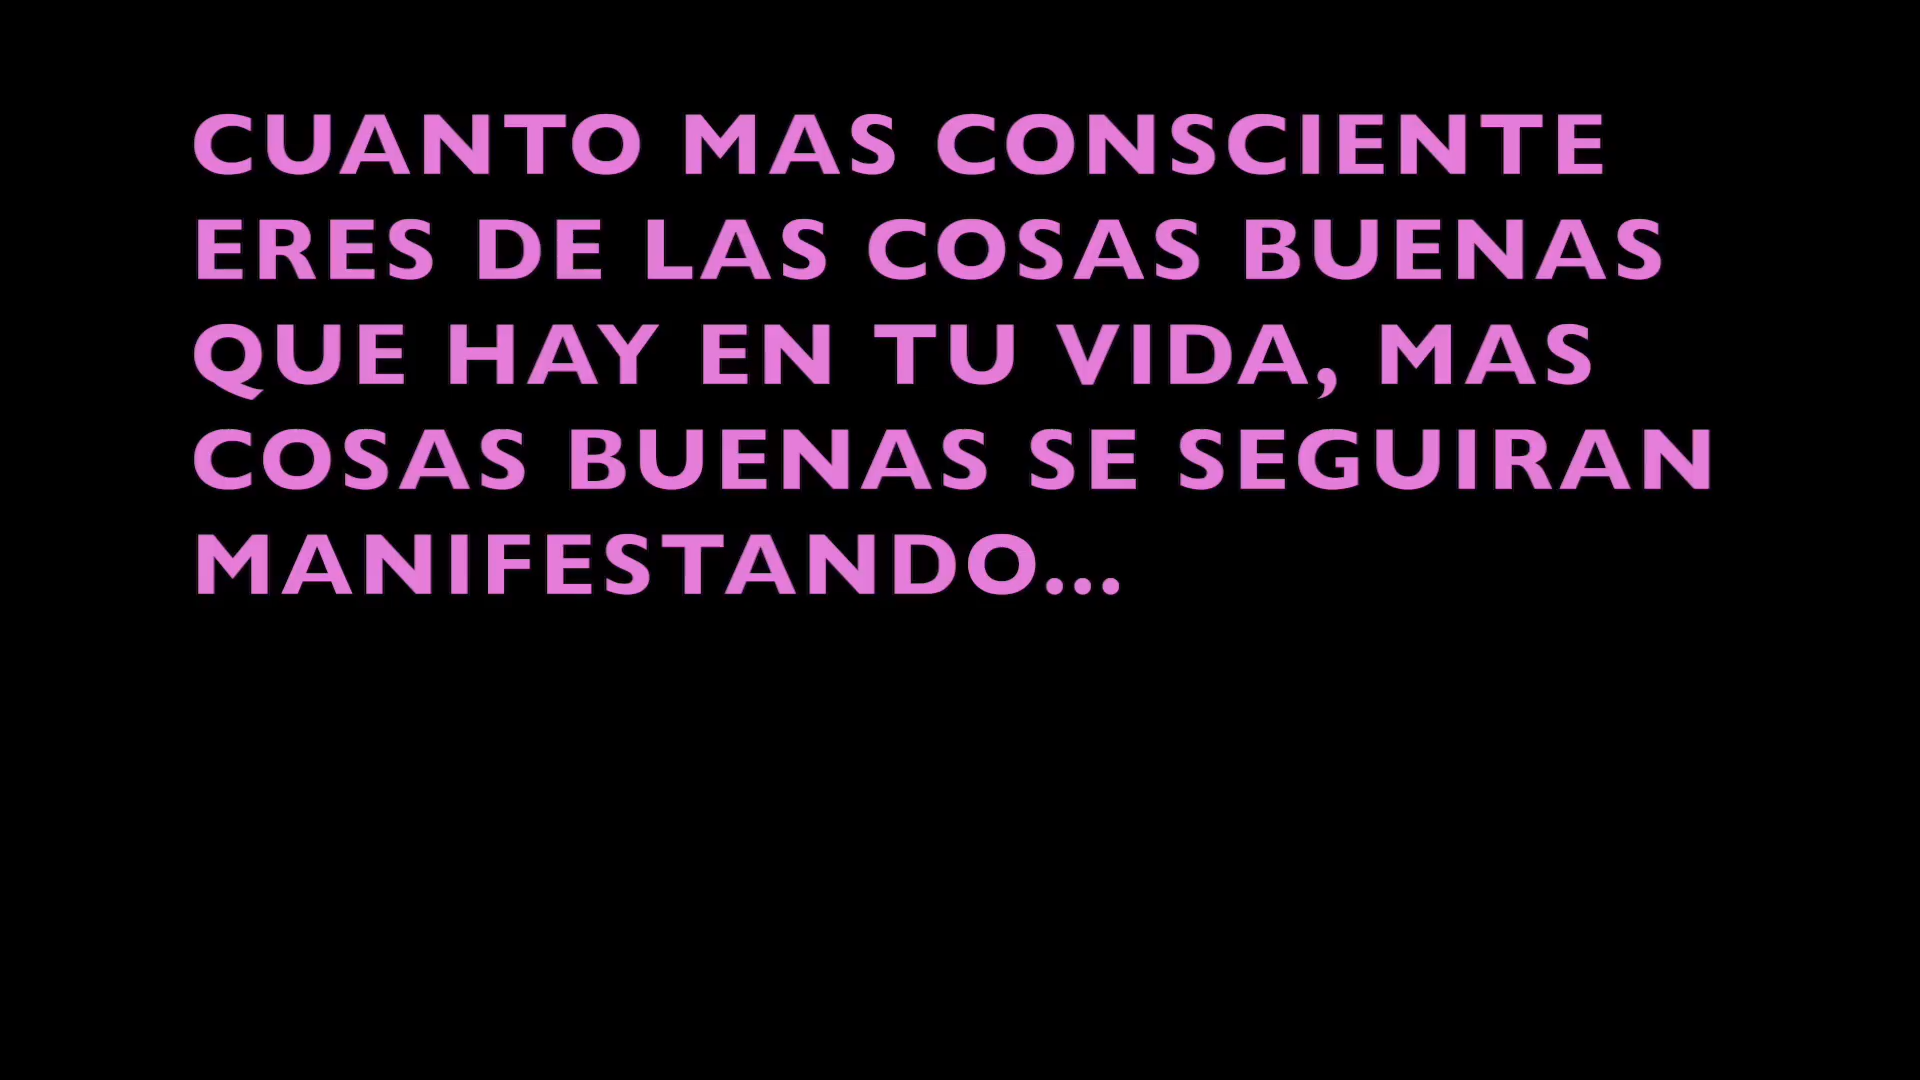 CUANTO MAS CONSCIENTE
ERES DE LAS COSAS BUENAS
QUE HAY EN TU VIDA, MAS
COSAS BUENAS SE SEGUIRAN
MANIFESTANDO...